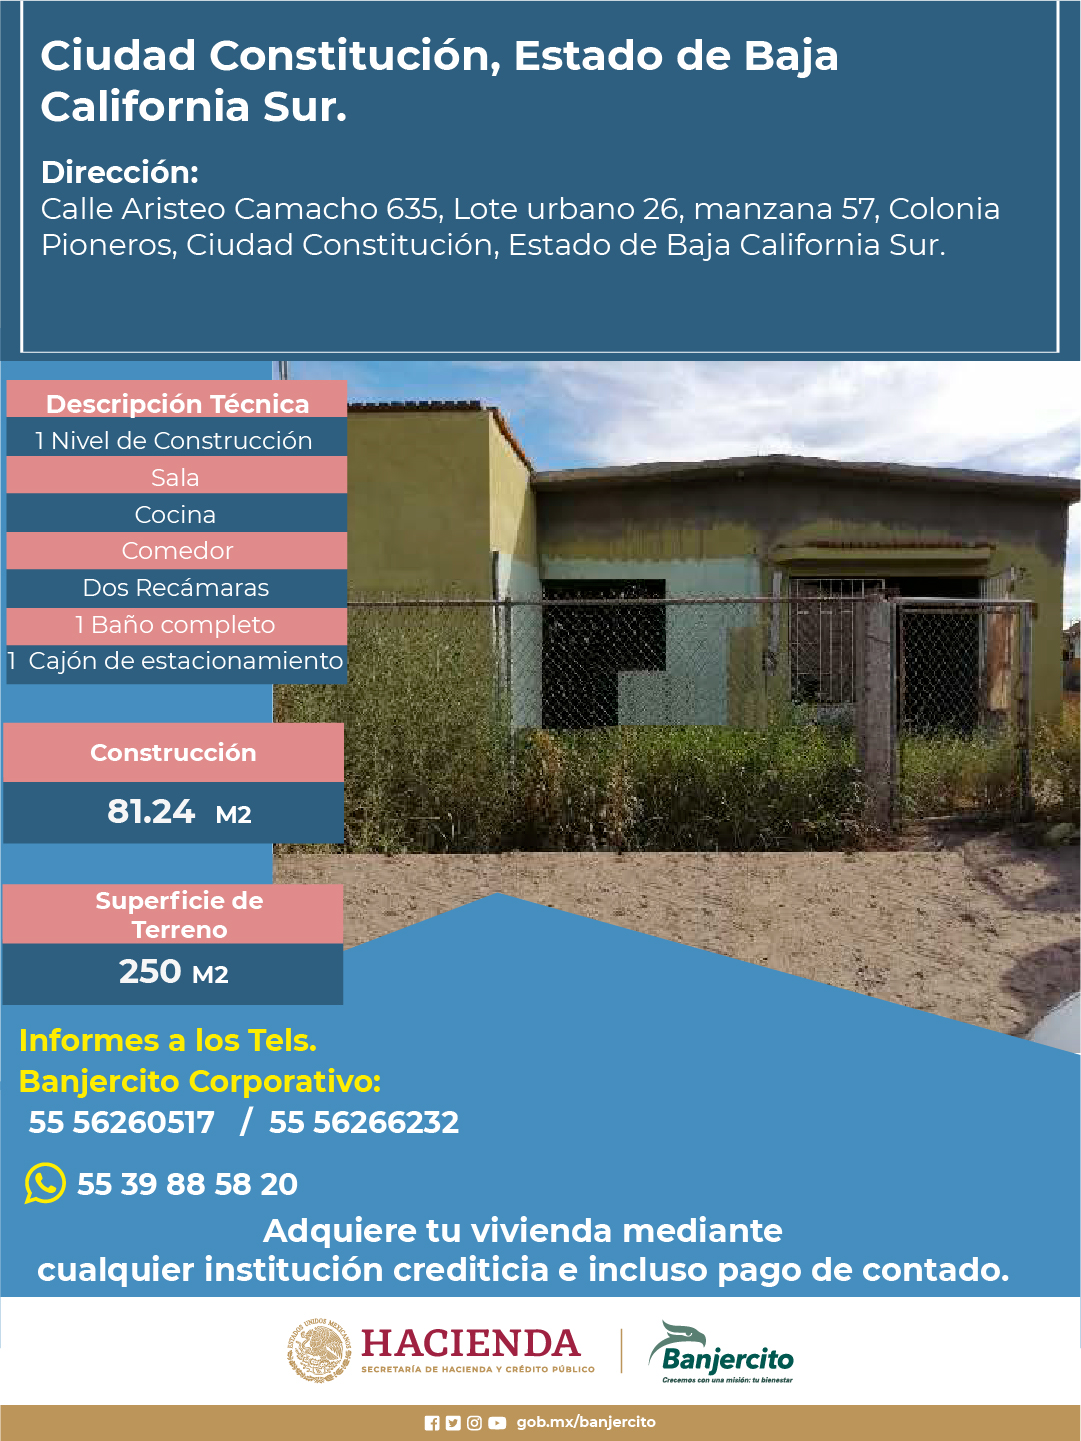 Ciudad Constitución, Estado de Baja
California Sur.
Dirección:
Calle Aristeo Camacho 635, Lote urbano 26, manzana 57, Colonia
Pioneros, Ciudad Constitución, Estado de Baja California Sur.
Descripción Técnica
1 Nivel de Construcción
Sala
Cocina
Comedor
Dos Recámaras
1 Baño completo
1 Cajón de estacionamiento
Construcción
81.24 M2
Superficie de
Terreno
250 M2
Informes a los Tels.
Banjercito Corporativo:
55 56260517 / 55 56266232
55 39 88 58 20
Adquiere tu vivienda mediante
cualquier institución crediticia e incluso pago de contado.
ESTADOS UNIDOS MEXICANOS
HACIENDA
SECRETARÍA DE HACIENDA Y CRÉDITO PÚBLICO
Banjercito
Crecemos con una misión: tu bienestar
gob.mx/banjercito